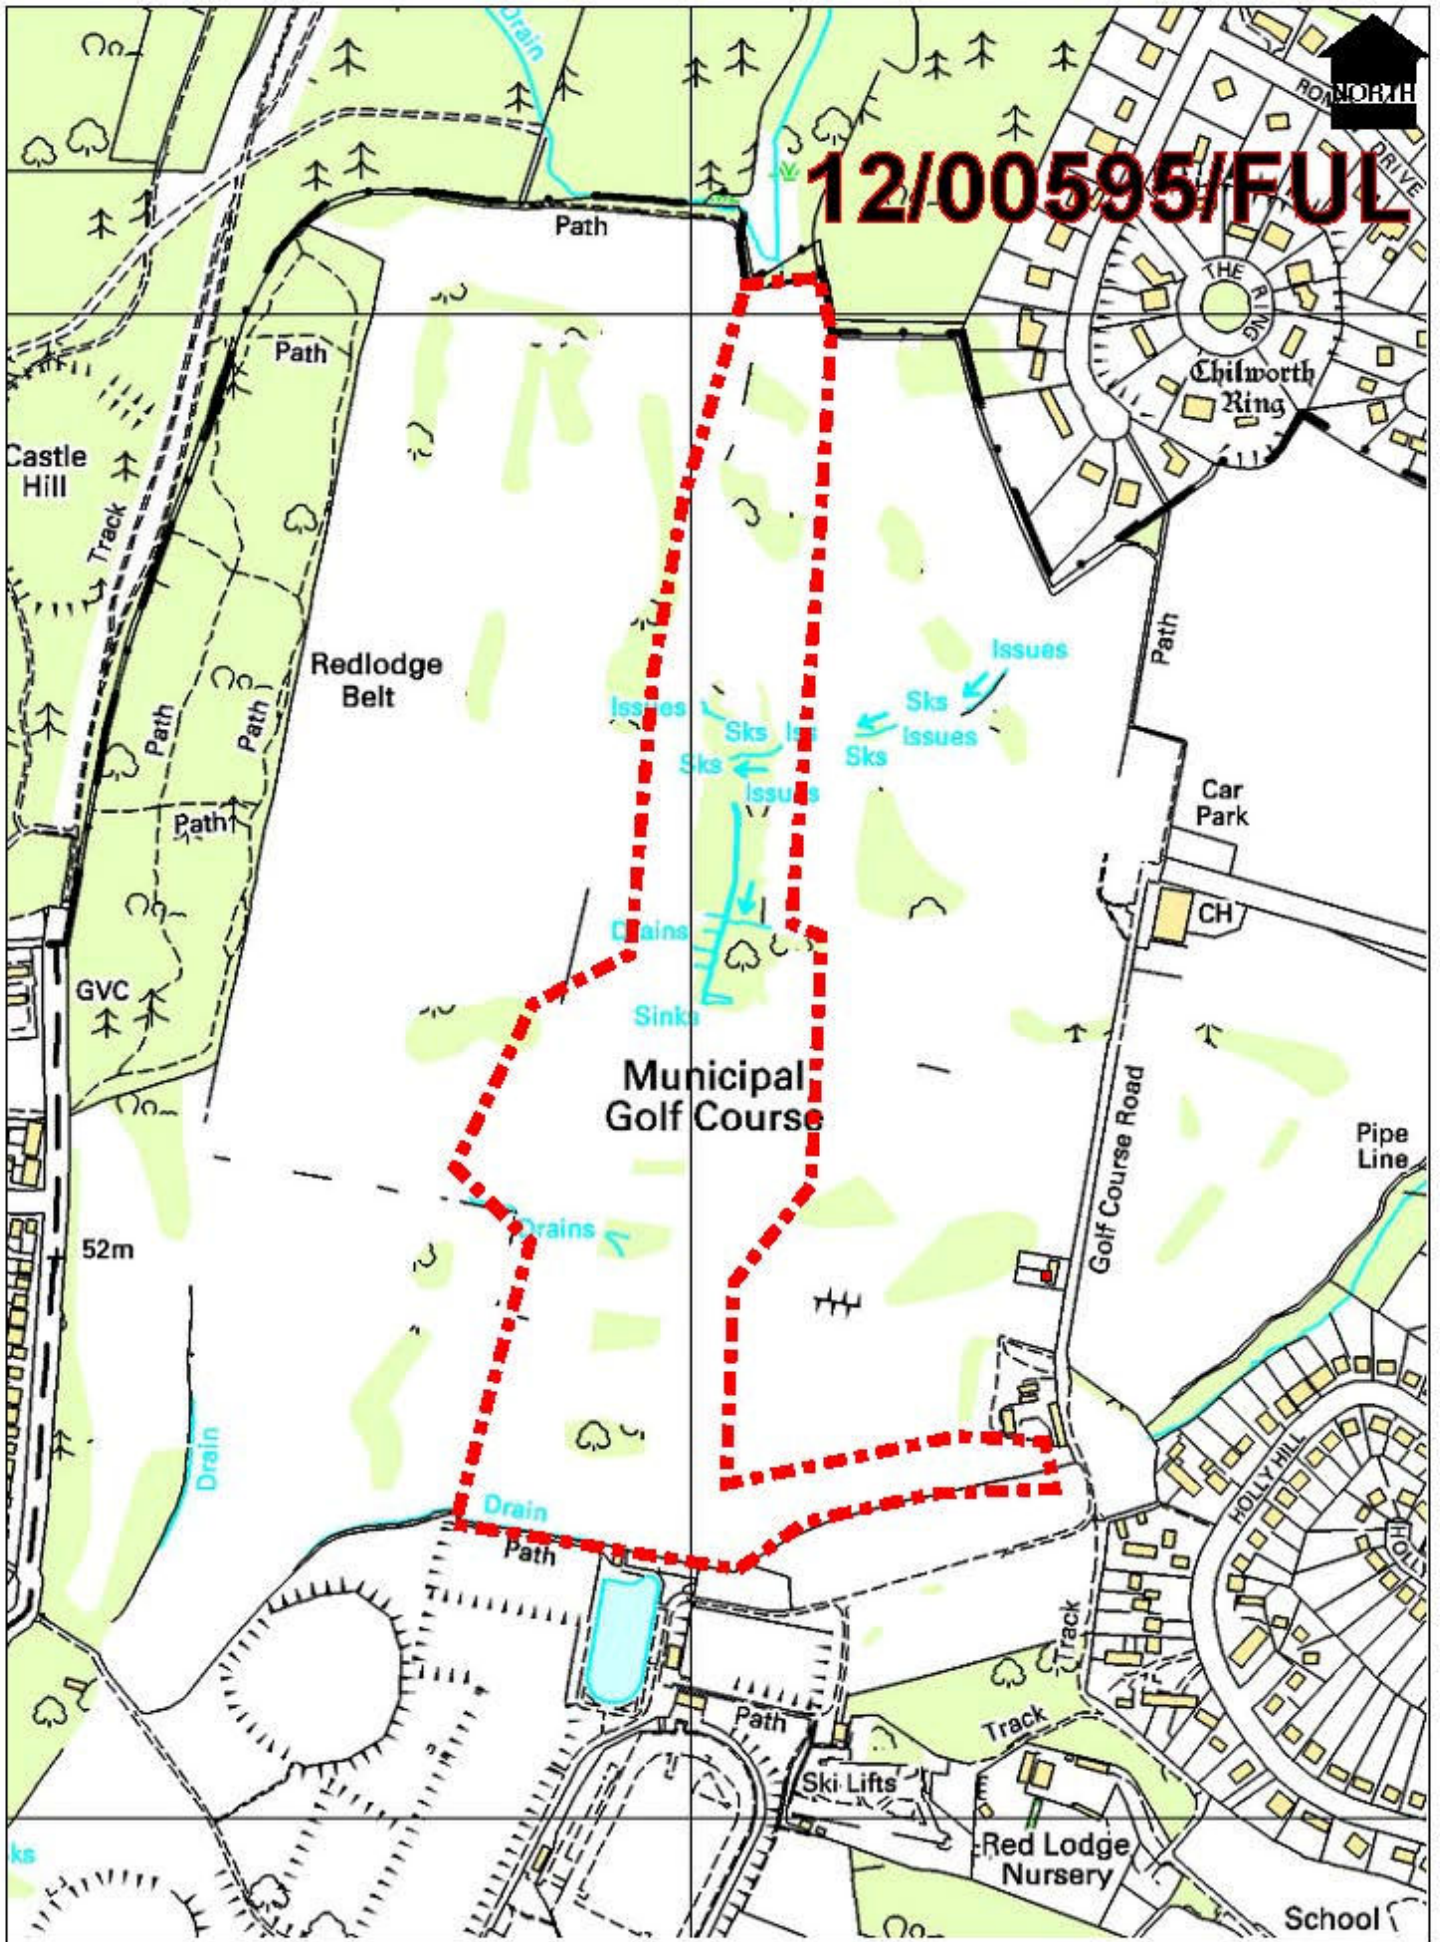 Drain
NORTH
DRIVE
12/00595/FUL
Path
THE RING
Path
Chilworth
Ring
Castle
Hill
Track
Path
Issues
Redlodge
Belt
Sks
Issues
Issues
Sks
Iss
Path
Path
Sks
Sks
Issues
Car
Park
Path
CH
Drains
GVC
Sinks
Municipal
Golf Course
Golf Course Road
Pipe
Line
Drains
52m
Drain
HOLLY HILL
HOLLY
Drain
Path
Track
Path
Track
Ski Lifts
Red Lodge
Nursery
ks
School